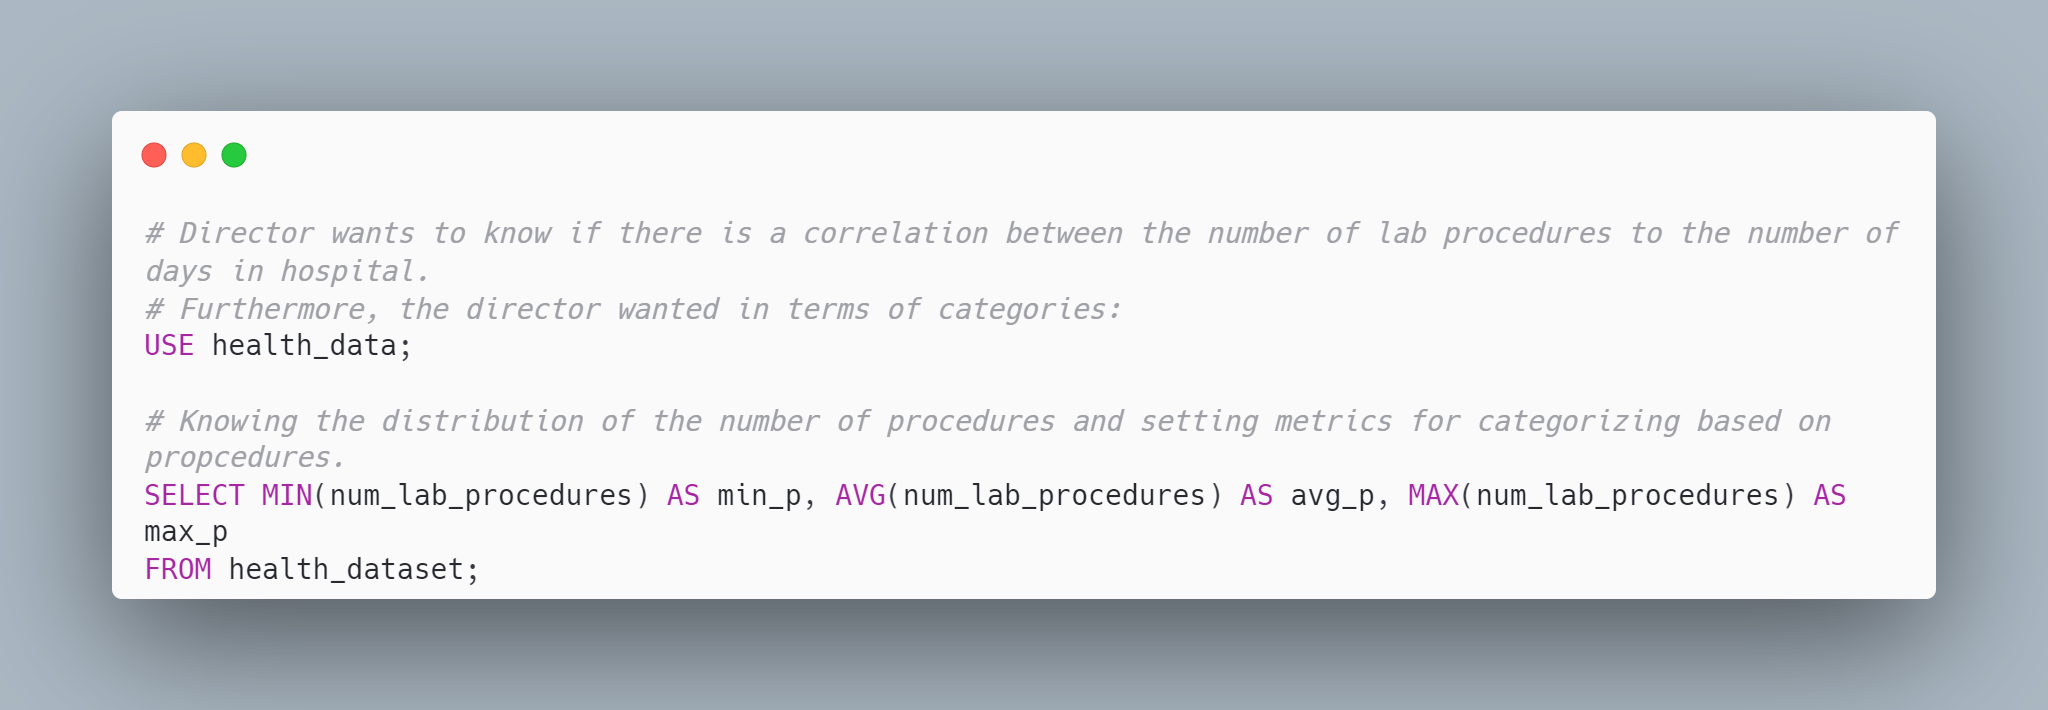 # Director wants to know if there is a correlation between the number of lab procedures to the number of
days in hospital.
# Furthermore, the director wanted in terms of categories:
USE health_data;
# Knowing the distribution of the number of procedures and setting metrics for categorizing based on
propcedures.
SELECT MIN(num_lab_procedures) AS min_p, AVG(num_lab_procedures) AS avg_p, MAX(num_lab_procedures) AS
max_p
FROM health_dataset;